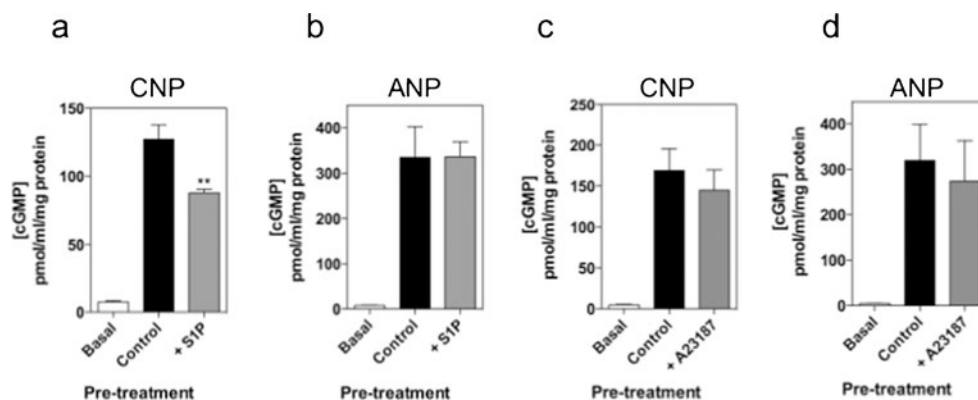 a
b
c
d
CNP
ANP
CNP
ANP
[cGMP]
pmol/ml/mg protein
150
100
50
0
**
Basal
Control
+ S1P
Pre-treatment
[cGMP]
pmol/ml/mg protein
400
300
200
100
0
Basal
Control
+ S1P
Pre-treatment
[cGMP]
pmol/ml/mg protein
250
200
150
100
50
0
Basal
Control
+ A23187
Pre-treatment
[cGMP]
pmol/ml/mg protein
400
300
200
100
0
Basal
Control
+ A23187
Pre-treatment